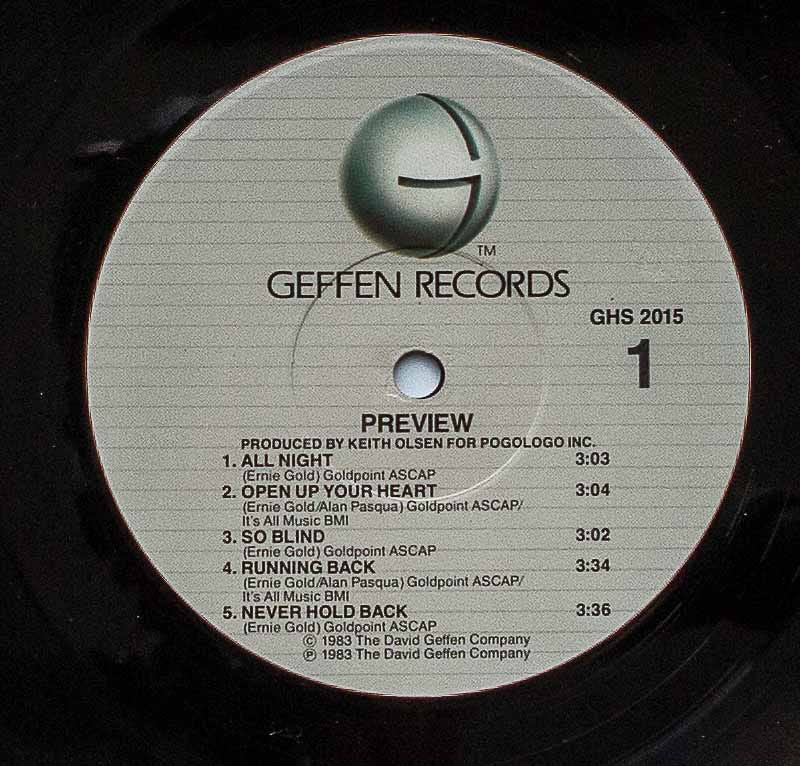 G
TM
GEFFEN RECORDS
GHS 2015
1
PREVIEW
PRODUCED BY KEITH OLSEN FOR POGOLOGO INC.
1. ALL NIGHT 3:03
(Ernie Gold) Goldpoint ASCAP
2. OPEN UP YOUR HEART 3:04
(Ernie Gold/Alan Pasqua) Goldpoint ASCAP/
It's All Music BMI
3. SO BLIND 3:02
(Ernie Gold) Goldpoint ASCAP
4. RUNNING BACK 3:34
(Ernie Gold/Alan Pasqua) Goldpoint ASCAP/
It's All Music BMI
5. NEVER HOLD BACK 3:36
(Ernie Gold) Goldpoint ASCAP
© 1983 The David Geffen Company
℗ 1983 The David Geffen Company